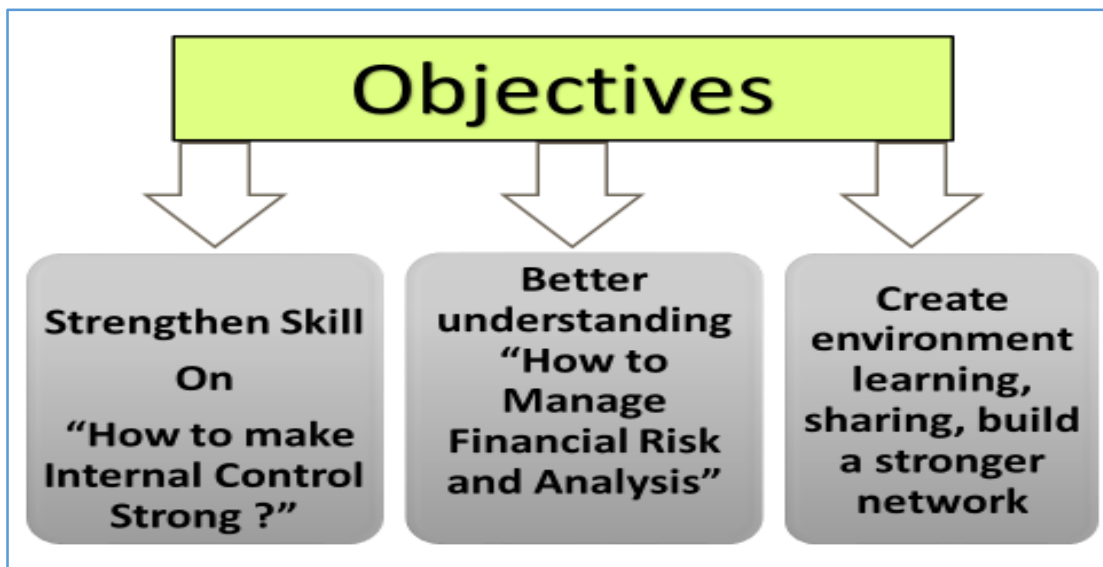 Objectives
Strengthen Skill
On
“How to make
Internal Control
Strong ?”
Better
understanding
“How to
Manage
Financial Risk
and Analysis”
Create
environment
learning,
sharing, build
a stronger
network